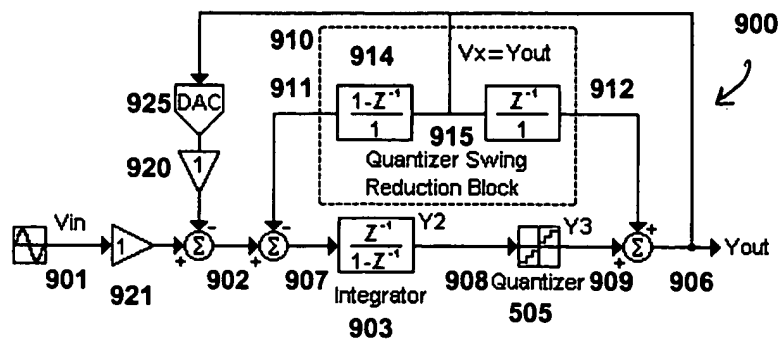 900
910
914
Vx=Yout
911
912
925
DAC
1-Z⁻¹
1
Z⁻¹
1
915
920
1
Quantizer Swing
Reduction Block
Vin
1
Σ
Σ
Z⁻¹
1-Z⁻¹
Y2
Y3
Σ
Yout
- 
-
+
+
+
+
901
921
902
907
Integrator
903
908
Quantizer
505
909
906